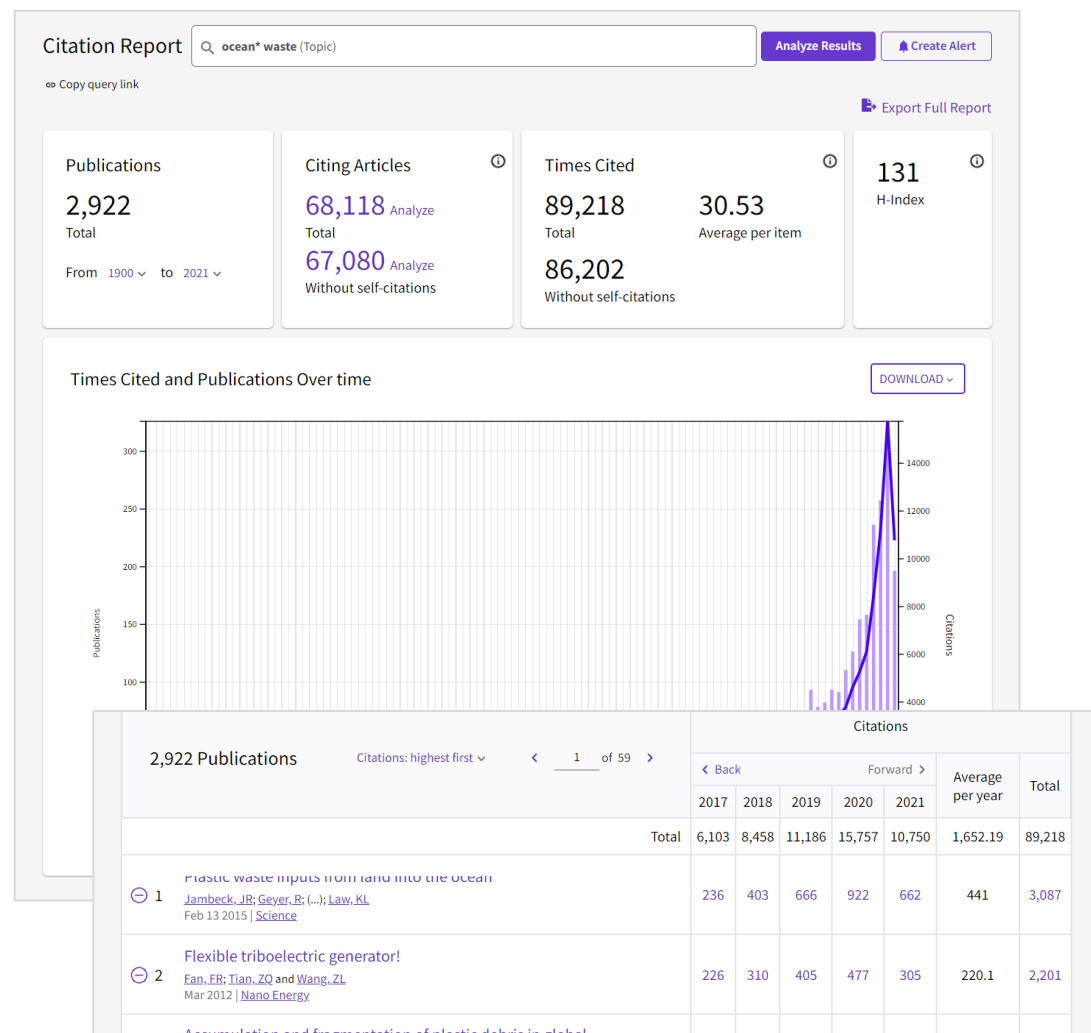 Citation Report
ocean* waste (Topic)
Analyze Results
Create Alert
Copy query link
Export Full Report
Publications
2,922
Total
From 1900 to 2021
Citing Articles
68,118 Analyze
Total
67,080 Analyze
Without self-citations
Times Cited
89,218
Total
30.53
Average per item
86,202
Without self-citations
131
H-Index
Times Cited and Publications Over time
DOWNLOAD
300
250
200
150
100
Publications
14000
12000
10000
8000
6000
4000
Citations
2,922 Publications
Citations: highest first
1 of 59
Citations
Back
Forward
Average per year
Total
2017 2018 2019 2020 2021
Total 6,103 8,458 11,186 15,757 10,750 1,652.19 89,218
1
Plastic waste inputs from land into the ocean
Jambeck, JR; Geyer, R; (...); Law, KL
Feb 13 2015 | Science
236 403 666 922 662 441 3,087
2
Flexible triboelectric generator!
Fan, FR; Tian, ZQ and Wang, ZL
Mar 2012 | Nano Energy
226 310 405 477 305 220.1 2,201
Accumulation and fragmentation of plastic debris in global